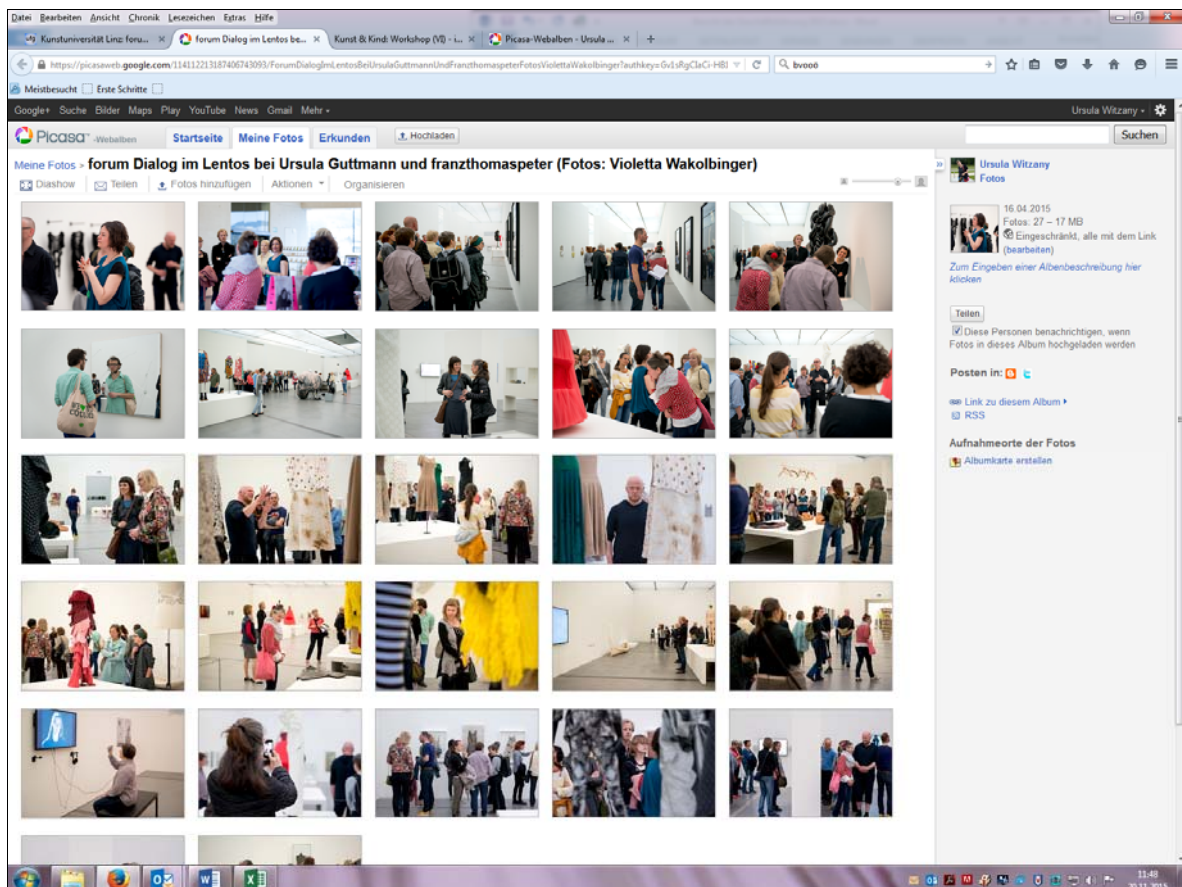 Datei Bearbeiten Ansicht Chronik Lesezeichen Extras Hilfe
Kunstuniversität Linz: foru... × forum Dialog im Lentos be... × Kunst & Kind: Workshop (VI) - i... × Picasa-Webalben - Ursula ... × +
https://picasaweb.google.com/114112213187406743093/ForumDialogImLentosBeiUrsulaGuttmannUndFranzthomaspeterFotosViolettaWakolbinger?authkey= bvooö
Meistbesucht Erste Schritte
Google+ Suche Bilder Maps Play YouTube News Gmail Mehr Ursula Witzany
Picasa -Webalben Startseite Meine Fotos Erkunden Hochladen Suchen
Meine Fotos > forum Dialog im Lentos bei Ursula Guttmann und franzthomaspeter (Fotos: Violetta Wakolbinger)
Diashow Teilen Fotos hinzufügen Aktionen Organisieren
Ursula Witzany
Fotos
16.04.2015
Fotos: 27 – 17 MB
Eingeschränkt, alle mit dem Link
(bearbeiten)
Zum Eingeben einer Albenbeschreibung hier
klicken
Teilen
Diese Personen benachrichtigen, wenn
Fotos in dieses Album hochgeladen werden
Posten in:
Link zu diesem Album
RSS
Aufnahmeorte der Fotos
Albumkarte erstellen
11:48
20.11.2015